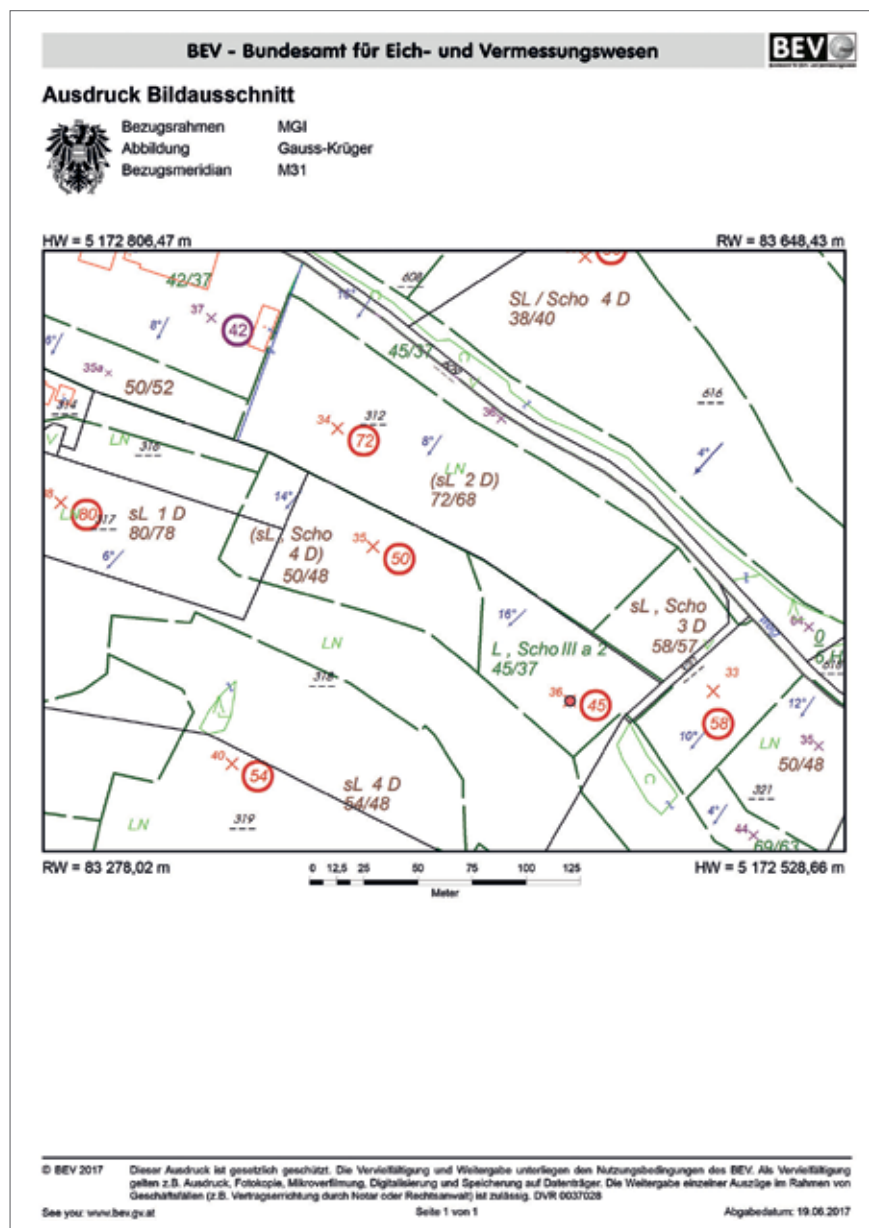 BEV - Bundesamt für Eich- und Vermessungswesen
BEV
Ausdruck Bildausschnitt
Bezugsrahmen MGI
Abbildung Gauss-Krüger
Bezugsmeridian M31
HW = 5 172 806,47 m RW = 83 648,43 m
42/37
37
42
8°
6°
35a
50/52
16°
608
SL / Scho 4 D
38/40
45/37
36
616
4°
314
316
LN
V
34
312
72
8°
LN
(sL 2 D)
72/68
80
317
LN
sL 1 D
80/78
6°
14°
(sL , Scho
4 D)
50/48
35
50
16°
L , Scho III a 2
45/37
sL , Scho
3 D
58/57
Weg
64
618
LN
318
36
45
33
58
10°
12°
35
LN
50/48
40
54
sL 4 D
54/48
LN
319
321
4°
44
69/63
RW = 83 278,02 m HW = 5 172 528,66 m
0 12,5 25 50 75 100 125
Meter
© BEV 2017 Dieser Ausdruck ist gesetzlich geschützt. Die Vervielfältigung und Weitergabe unterliegen den Nutzungsbedingungen des BEV. Als Vervielfältigung
gelten z.B. Ausdruck, Fotokopie, Mikroverfilmung, Digitalisierung und Speicherung auf Datenträger. Die Weitergabe einzelner Auszüge im Rahmen von
Geschäftsfällen (z.B. Vertragserrichtung durch Notar oder Rechtsanwalt) ist zulässig. DVR 0037028
See you: www.bev.gv.at Seite 1 von 1 Abgabedatum: 19.06.2017